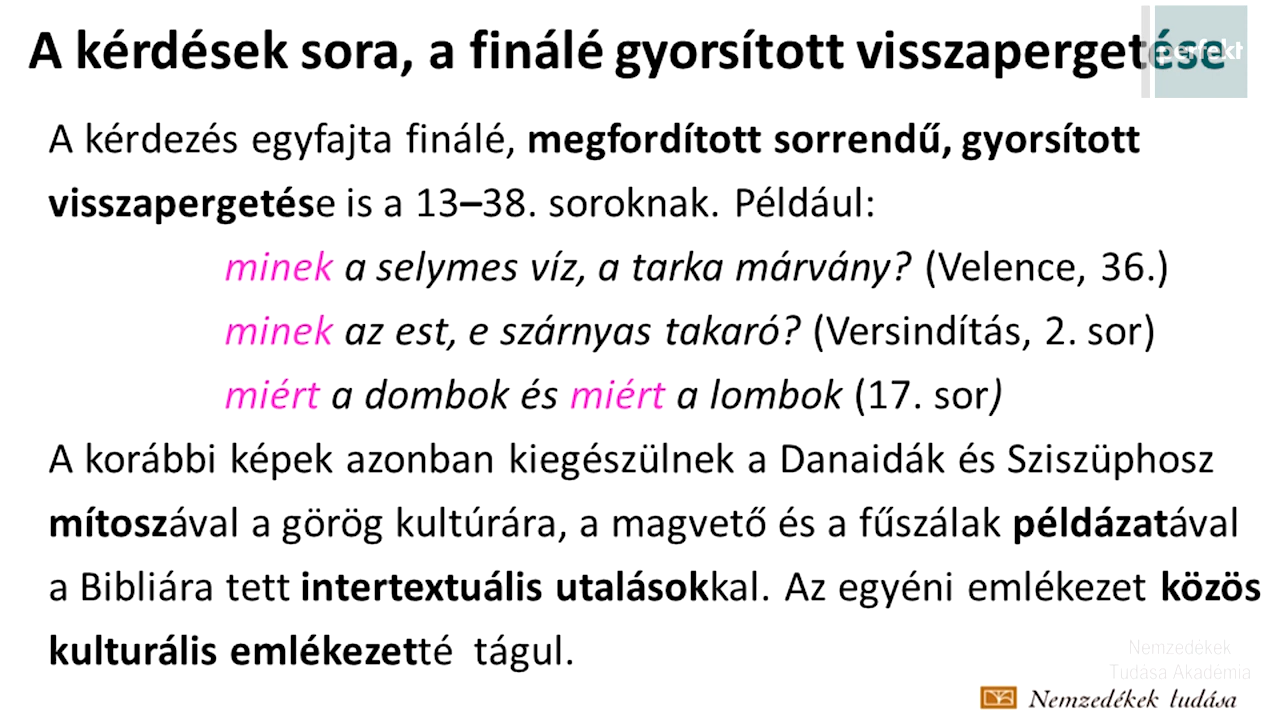 A kérdések sora, a finálé gyorsított visszapergetése
perfekt
A kérdezés egyfajta finálé, megfordított sorrendű, gyorsított
visszapergetése is a 13–38. soroknak. Például:
minek a selymes víz, a tarka márvány? (Velence, 36.)
minek az est, e szárnyas takaró? (Versindítás, 2. sor)
miért a dombok és miért a lombok (17. sor)
A korábbi képek azonban kiegészülnek a Danaidák és Sziszüphosz
mítoszával a görög kultúrára, a magvető és a fűszálak példázatával
a Bibliára tett intertextuális utalásokkal. Az egyéni emlékezet közös
kulturális emlékezetté tágul.
Nemzedékek
Tudása Akadémia
Nemzedékek tudása